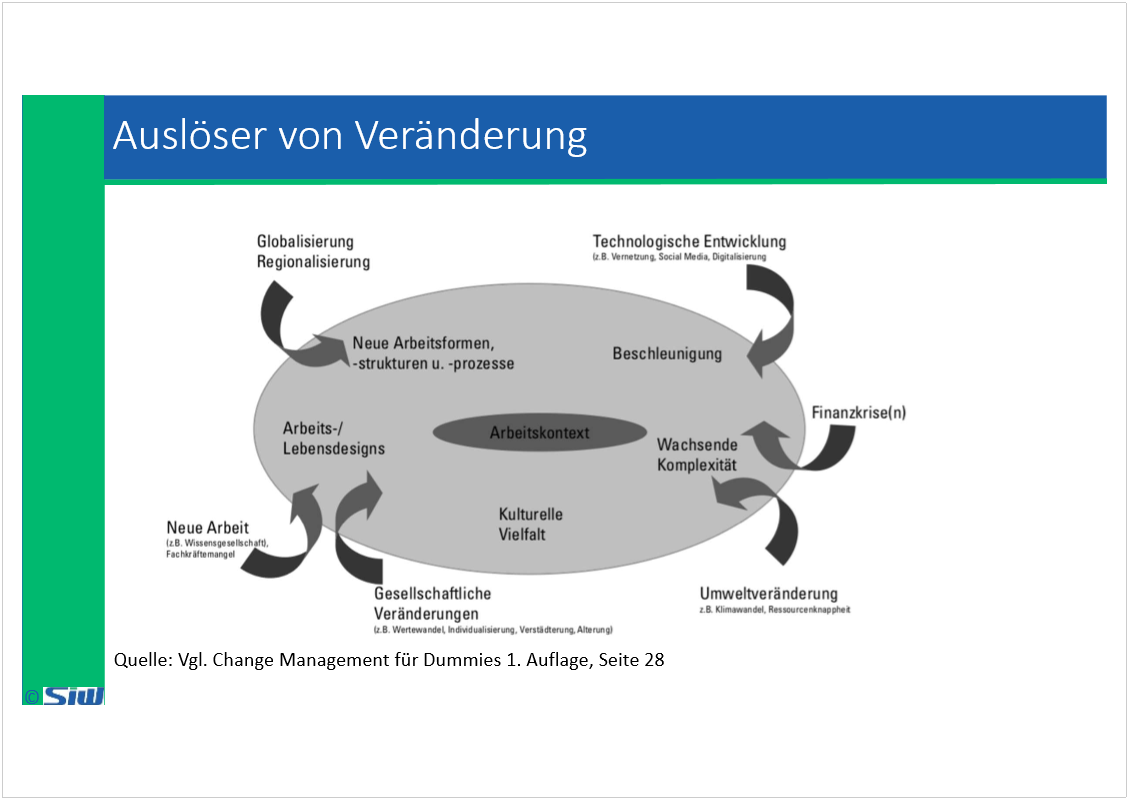 Auslöser von Veränderung
Globalisierung
Regionalisierung
Technologische Entwicklung
(z.B. Vernetzung, Social Media, Digitalisierung
Neue Arbeitsformen,
-strukturen u. -prozesse
Beschleunigung
Finanzkrise(n)
Arbeits-/
Lebensdesigns
Arbeitskontext
Wachsende
Komplexität
Kulturelle
Vielfalt
Neue Arbeit
(z.B. Wissensgesellschaft),
Fachkräftemangel
Gesellschaftliche
Veränderungen
(z.B. Wertewandel, Individualisierung, Verstädterung, Alterung)
Umweltveränderung
z.B. Klimawandel, Ressourcenknappheit
Quelle: Vgl. Change Management für Dummies 1. Auflage, Seite 28
© SiW